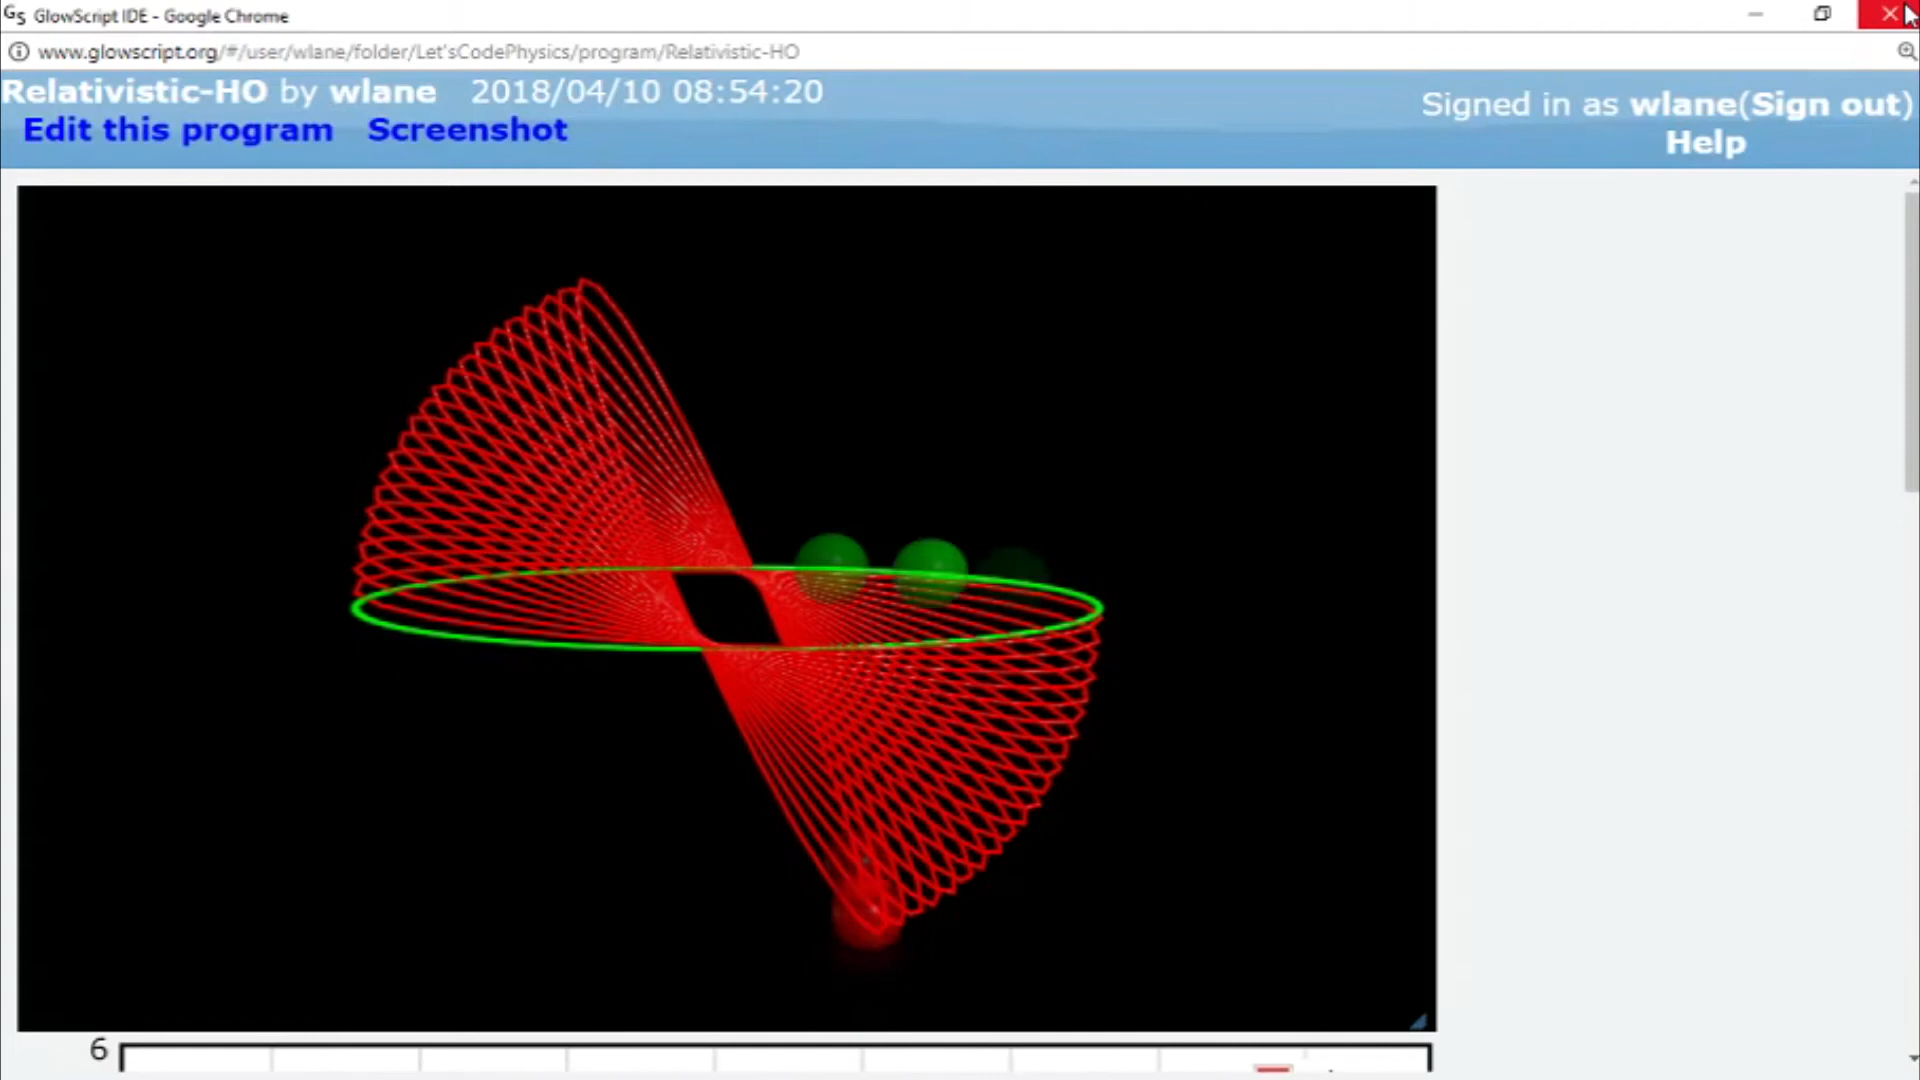 GlowScript IDE - Google Chrome
www.glowscript.org/#/user/wlane/folder/Let'sCodePhysics/program/Relativistic-HO
Relativistic-HO by wlane 2018/04/10 08:54:20
Signed in as wlane(Sign out)
Edit this program Screenshot
Help
6